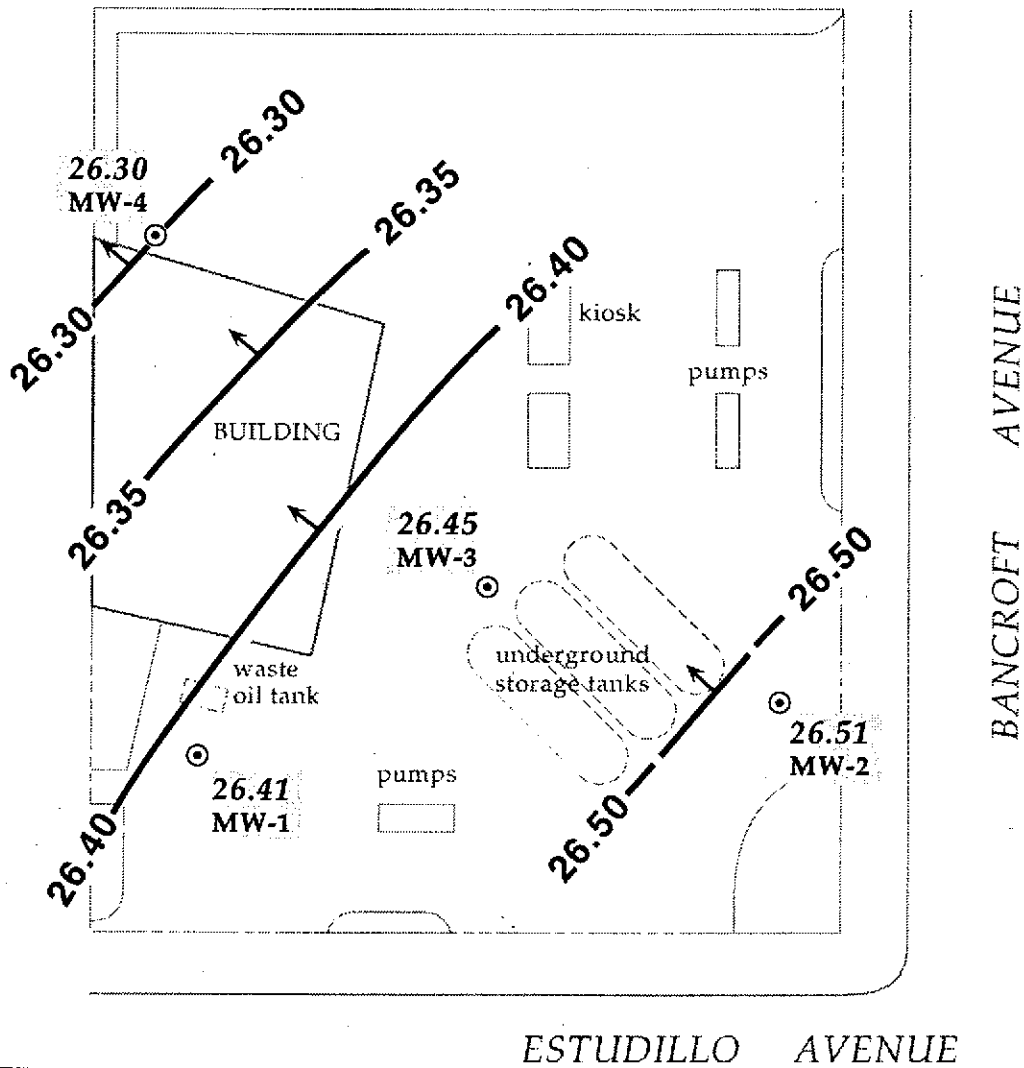 26.30
26.30
MW-4
26.35
26.40
kiosk
pumps
26.30
BUILDING
26.35
26.45
MW-3
26.50
underground
storage tanks
waste
oil tank
26.51
MW-2
pumps
26.41
MW-1
26.40
26.50
BANCROFT AVENUE
ESTUDILLO AVENUE